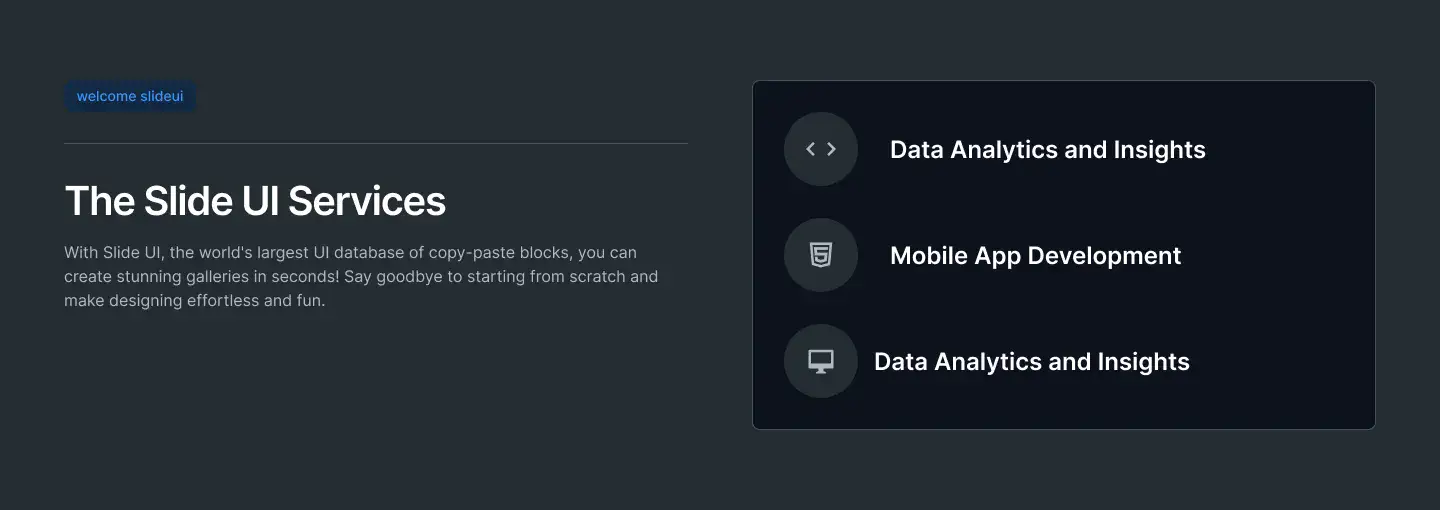 welcome slideui
The Slide UI Services
With Slide UI, the world's largest UI database of copy-paste blocks, you can
create stunning galleries in seconds! Say goodbye to starting from scratch and
make designing effortless and fun.
Data Analytics and Insights
Mobile App Development
Data Analytics and Insights